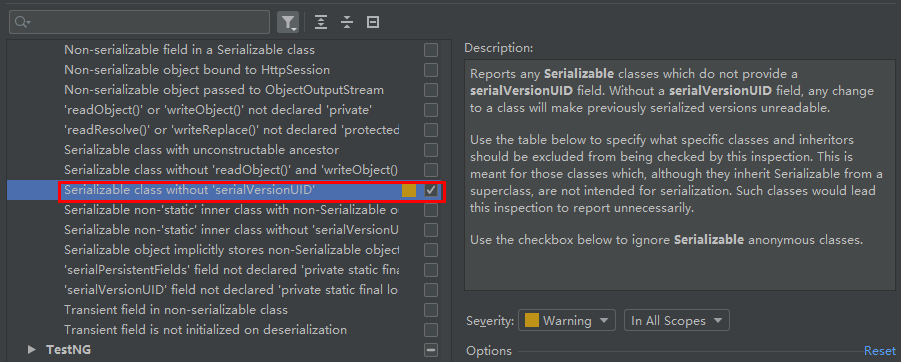 Non-serializable field in a Serializable class
Non-serializable object bound to HttpSession
Non-serializable object passed to ObjectOutputStream
'readObject()' or 'writeObject()' not declared 'private'
'readResolve()' or 'writeReplace()' not declared 'protected
Serializable class with unconstructable ancestor
Serializable class without 'readObject()' and 'writeObject()
Serializable class without 'serialVersionUID'
Serializable non-'static' inner class with non-Serializable o
Serializable non-'static' inner class without 'serialVersionU
Serializable object implicitly stores non-Serializable object
'serialPersistentFields' field not declared 'private static fina
'serialVersionUID' field not declared 'private static final lo
Transient field in non-serializable class
Transient field is not initialized on deserialization
TestNG
Description:
Reports any Serializable classes which do not provide a
serialVersionUID field. Without a serialVersionUID field, any change
to a class will make previously serialized versions unreadable.
Use the table below to specify what specific classes and inheritors
should be excluded from being checked by this inspection. This is
meant for those classes which, although they inherit Serializable from a
superclass, are not intended for serialization. Such classes would lead
this inspection to report unnecessarily.
Use the checkbox below to ignore Serializable anonymous classes.
Severity: Warning In All Scopes
Options Reset